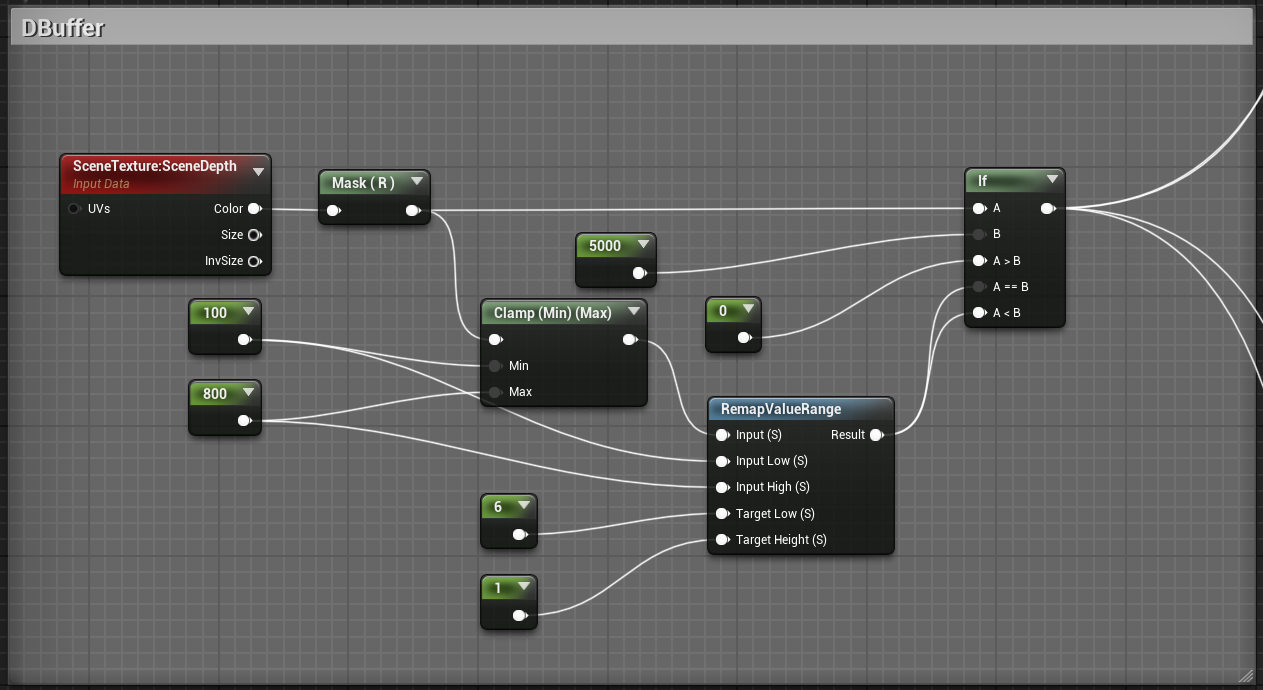 DBuffer
SceneTexture:SceneDepth
Input Data
UVs
Color
Size
InvSize
Mask ( R )
If
A
B
A > B
A == B
A < B
5000
100
Clamp (Min) (Max)
Min
Max
0
800
RemapValueRange
Input (S)
Result
Input Low (S)
Input High (S)
Target Low (S)
Target Height (S)
6
1